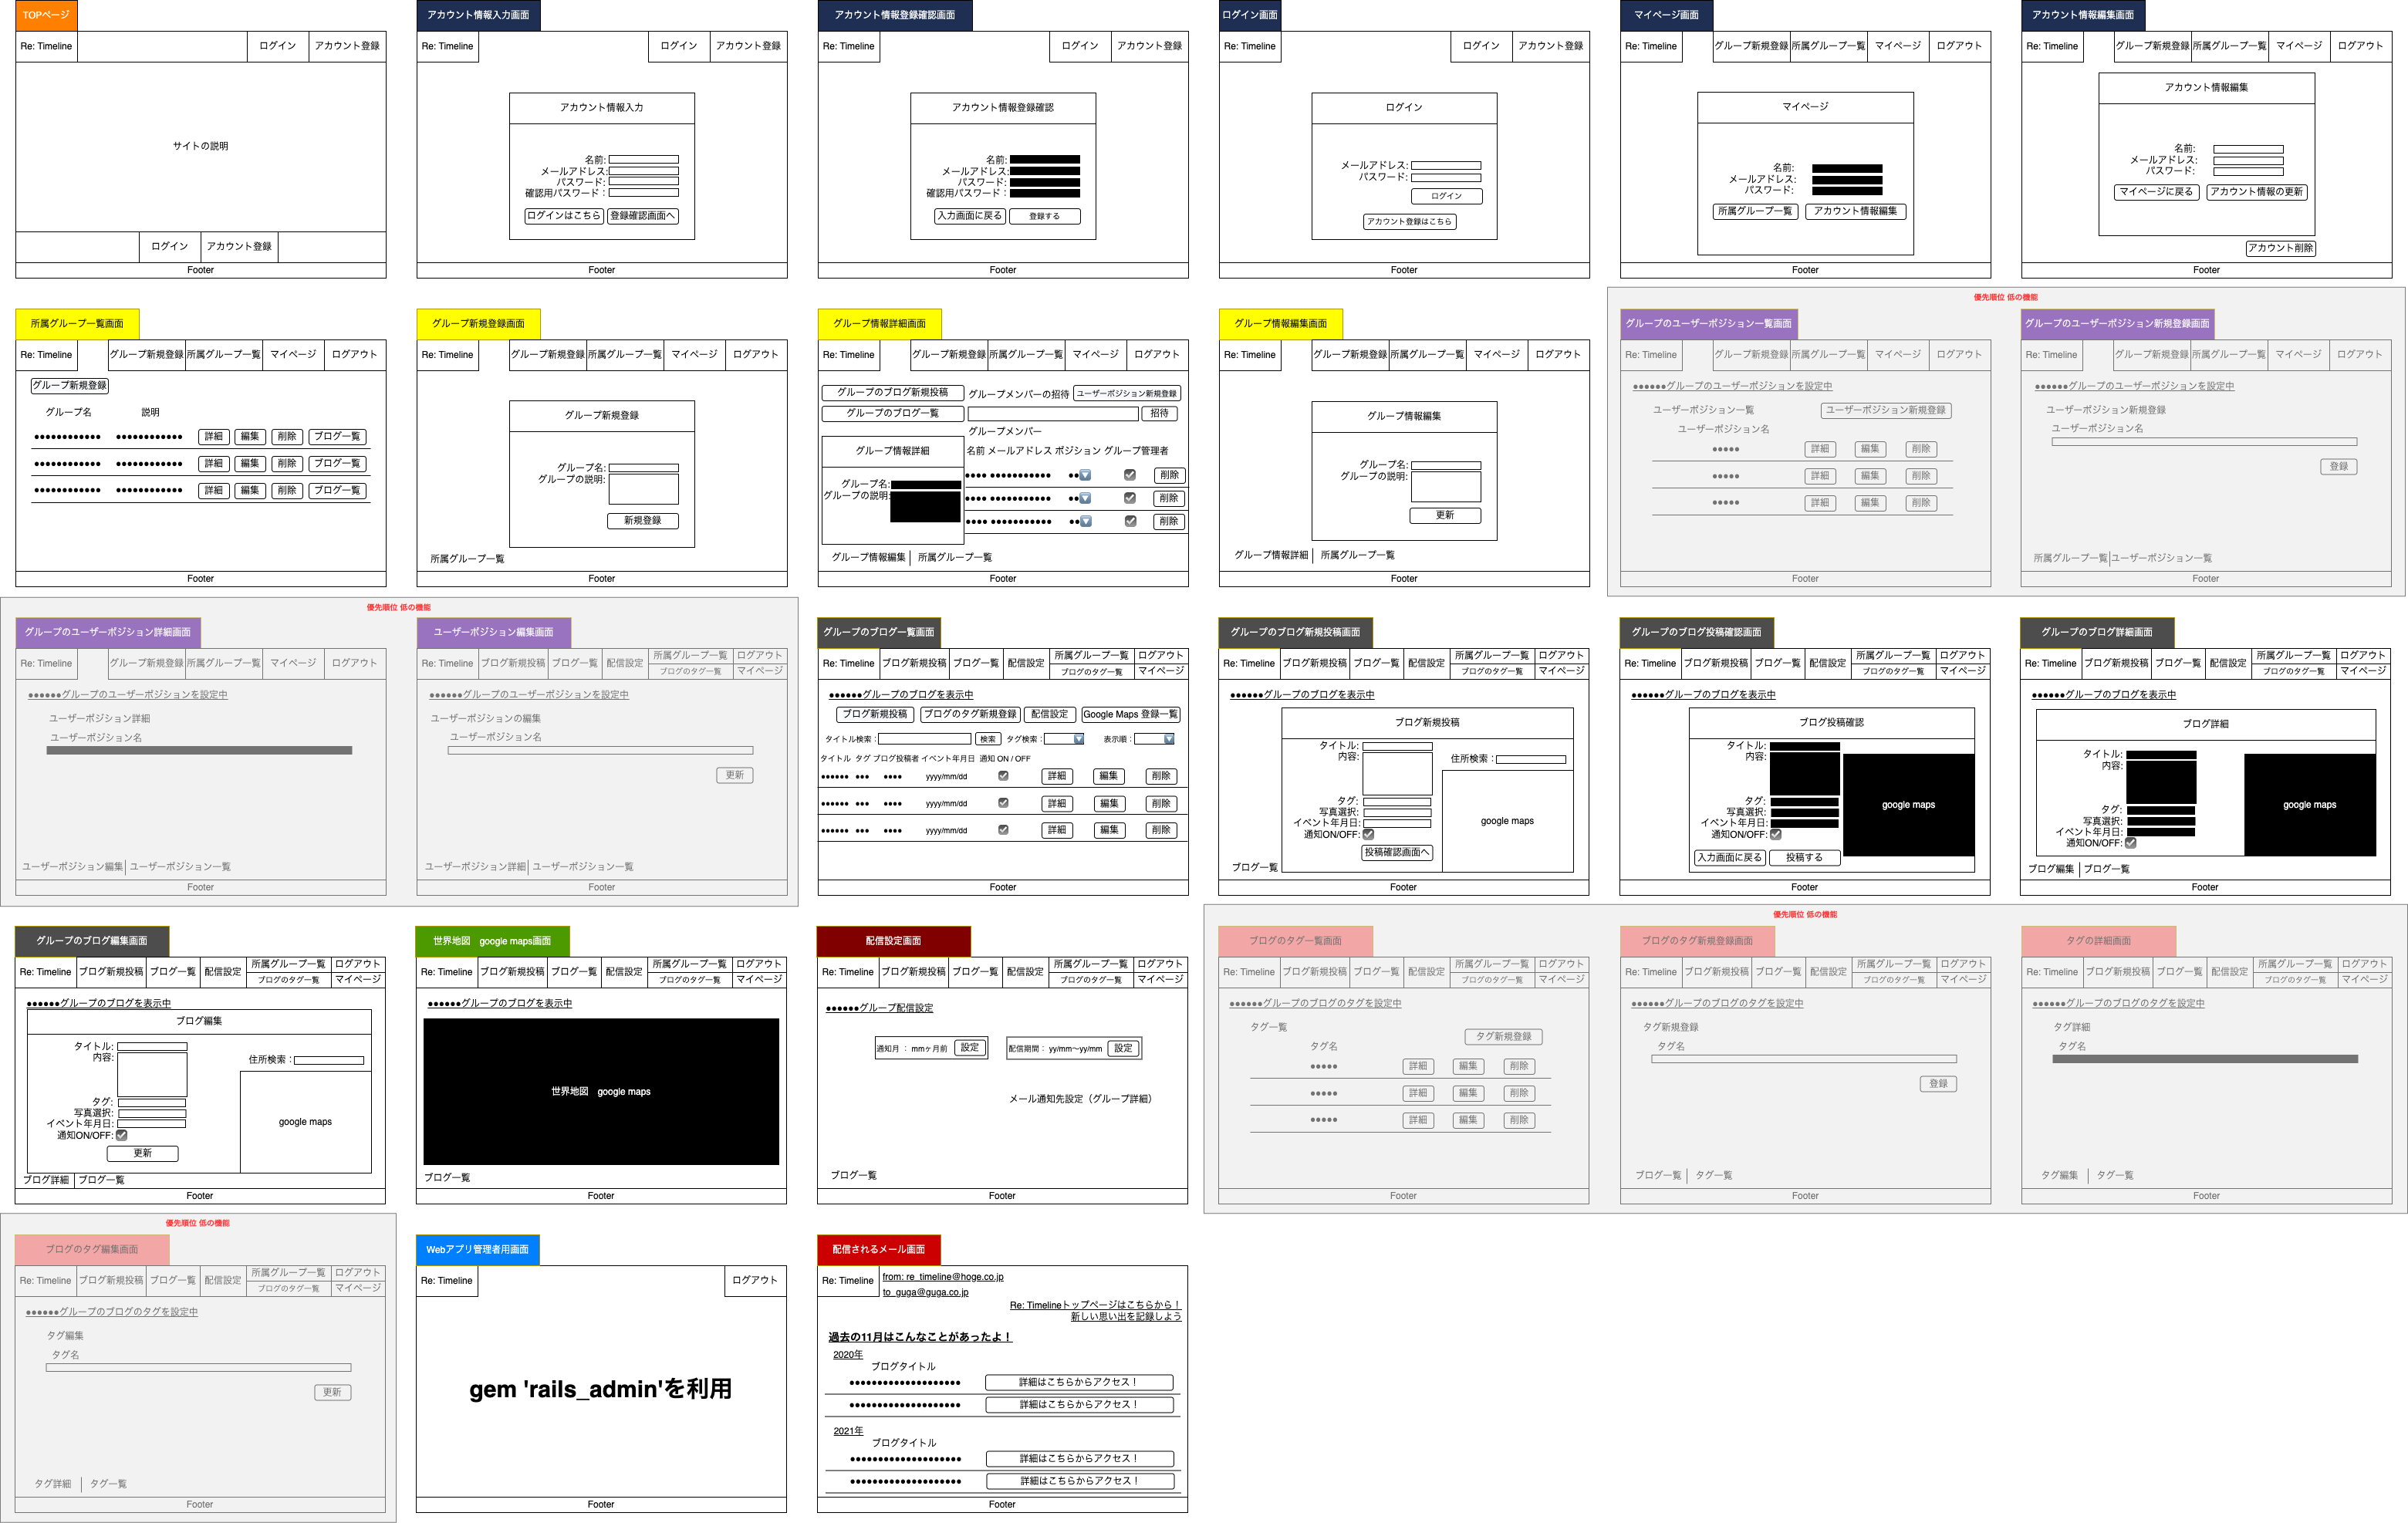 TOPページ
Re: Timeline
ログイン
アカウント登録
サイトの説明
ログイン
アカウント登録
Footer
アカウント情報入力画面
Re: Timeline
ログイン
アカウント登録
アカウント情報入力
名前:
メールアドレス:
パスワード:
確認用パスワード：
ログインはこちら
登録確認画面へ
Footer
アカウント情報登録確認画面
Re: Timeline
ログイン
アカウント登録
アカウント情報登録確認
名前:
メールアドレス:
パスワード:
確認用パスワード：
入力画面に戻る
登録する
Footer
ログイン画面
Re: Timeline
ログイン
アカウント登録
ログイン
メールアドレス:
パスワード:
ログイン
アカウント登録はこちら
Footer
マイページ画面
Re: Timeline
グループ新規登録
所属グループ一覧
マイページ
ログアウト
マイページ
名前:
メールアドレス:
パスワード:
所属グループ一覧
アカウント情報編集
Footer
アカウント情報編集画面
Re: Timeline
グループ新規登録
所属グループ一覧
マイページ
ログアウト
アカウント情報編集
名前:
メールアドレス:
パスワード:
マイページに戻る
アカウント情報の更新
アカウント削除
Footer
所属グループ一覧画面
Re: Timeline
グループ新規登録
所属グループ一覧
マイページ
ログアウト
グループ新規登録
グループ名
説明
●●●●●●●●●●●● ●●●●●●●●●●●● 詳細 編集 削除 ブログ一覧
●●●●●●●●●●●● ●●●●●●●●●●●● 詳細 編集 削除 ブログ一覧
●●●●●●●●●●●● ●●●●●●●●●●●● 詳細 編集 削除 ブログ一覧
Footer
グループ新規登録画面
Re: Timeline
グループ新規登録
所属グループ一覧
マイページ
ログアウト
グループ新規登録
グループ名:
グループの説明:
新規登録
所属グループ一覧
Footer
グループ情報詳細画面
Re: Timeline
グループ新規登録
所属グループ一覧
マイページ
ログアウト
グループのブログ新規投稿
グループメンバーの招待
ユーザーポジション新規登録
グループのブログ一覧
招待
グループメンバー
グループ情報詳細
名前 メールアドレス ポジション グループ管理者
グループ名:
グループの説明:
●●●● ●●●●●●●●●●● ●● 削除
●●●● ●●●●●●●●●●● ●● 削除
●●●● ●●●●●●●●●●● ●● 削除
グループ情報編集
所属グループ一覧
Footer
グループ情報編集画面
Re: Timeline
グループ新規登録
所属グループ一覧
マイページ
ログアウト
グループ情報編集
グループ名:
グループの説明:
更新
グループ情報詳細
所属グループ一覧
Footer
優先順位 低の機能
グループのユーザーポジション一覧画面
Re: Timeline
グループ新規登録
所属グループ一覧
マイページ
ログアウト
●●●●●●グループのユーザーポジションを設定中
ユーザーポジション一覧
ユーザーポジション新規登録
ユーザーポジション名
●●●●● 詳細 編集 削除
●●●●● 詳細 編集 削除
●●●●● 詳細 編集 削除
Footer
グループのユーザーポジション新規登録画面
Re: Timeline
グループ新規登録
所属グループ一覧
マイページ
ログアウト
●●●●●●グループのユーザーポジションを設定中
ユーザーポジション新規登録
ユーザーポジション名
登録
所属グループ一覧
ユーザーポジション一覧
Footer
優先順位 低の機能
グループのユーザーポジション詳細画面
Re: Timeline
グループ新規登録
所属グループ一覧
マイページ
ログアウト
●●●●●●グループのユーザーポジションを設定中
ユーザーポジション詳細
ユーザーポジション名
ユーザーポジション編集
ユーザーポジション一覧
Footer
ユーザーポジション編集画面
Re: Timeline
ブログ新規投稿
ブログ一覧
配信設定
所属グループ一覧
ログアウト
ブログのタグ一覧
マイページ
●●●●●●グループのユーザーポジションを設定中
ユーザーポジションの編集
ユーザーポジション名
更新
ユーザーポジション詳細
ユーザーポジション一覧
Footer
グループのブログ一覧画面
Re: Timeline
ブログ新規投稿
ブログ一覧
配信設定
所属グループ一覧
ログアウト
ブログのタグ一覧
マイページ
●●●●●●グループのブログを表示中
ブログ新規投稿
ブログのタグ新規登録
配信設定
Google Maps 登録一覧
タイトル検索：
検索
タグ検索：
表示順：
タイトル タグ ブログ投稿者 イベント年月日 通知 ON / OFF
●●●●●● ●●● ●●●● yyyy/mm/dd 詳細 編集 削除
●●●●●● ●●● ●●●● yyyy/mm/dd 詳細 編集 削除
●●●●●● ●●● ●●●● yyyy/mm/dd 詳細 編集 削除
Footer
グループのブログ新規投稿画面
Re: Timeline
ブログ新規投稿
ブログ一覧
配信設定
所属グループ一覧
ログアウト
ブログのタグ一覧
マイページ
●●●●●●グループのブログを表示中
ブログ新規投稿
タイトル:
内容:
住所検索：
タグ:
写真選択:
イベント年月日:
通知ON/OFF:
google maps
投稿確認画面へ
ブログ一覧
Footer
グループのブログ投稿確認画面
Re: Timeline
ブログ新規投稿
ブログ一覧
配信設定
所属グループ一覧
ログアウト
ブログのタグ一覧
マイページ
●●●●●●グループのブログを表示中
ブログ投稿確認
タイトル:
内容:
タグ:
写真選択:
イベント年月日:
通知ON/OFF:
google maps
入力画面に戻る
投稿する
Footer
グループのブログ詳細画面
Re: Timeline
ブログ新規投稿
ブログ一覧
配信設定
所属グループ一覧
ログアウト
ブログのタグ一覧
マイページ
●●●●●●グループのブログを表示中
ブログ詳細
タイトル:
内容:
タグ:
写真選択:
イベント年月日:
通知ON/OFF:
google maps
ブログ編集
ブログ一覧
Footer
グループのブログ編集画面
Re: Timeline
ブログ新規投稿
ブログ一覧
配信設定
所属グループ一覧
ログアウト
ブログのタグ一覧
マイページ
●●●●●●グループのブログを表示中
ブログ編集
タイトル:
内容:
住所検索：
タグ:
写真選択:
イベント年月日:
通知ON/OFF:
google maps
更新
ブログ詳細
ブログ一覧
Footer
世界地図　google maps画面
Re: Timeline
ブログ新規投稿
ブログ一覧
配信設定
所属グループ一覧
ログアウト
ブログのタグ一覧
マイページ
●●●●●●グループのブログを表示中
世界地図　google maps
ブログ一覧
Footer
配信設定画面
Re: Timeline
ブログ新規投稿
ブログ一覧
配信設定
所属グループ一覧
ログアウト
ブログのタグ一覧
マイページ
●●●●●●グループ配信設定
通知月 ： mmヶ月前
設定
配信期間： yy/mm〜yy/mm
設定
メール通知先設定（グループ詳細）
ブログ一覧
Footer
優先順位 低の機能
ブログのタグ一覧画面
Re: Timeline
ブログ新規投稿
ブログ一覧
配信設定
所属グループ一覧
ログアウト
ブログのタグ一覧
マイページ
●●●●●●グループのブログのタグを設定中
タグ一覧
タグ新規登録
タグ名
●●●●● 詳細 編集 削除
●●●●● 詳細 編集 削除
●●●●● 詳細 編集 削除
Footer
ブログのタグ新規登録画面
Re: Timeline
ブログ新規投稿
ブログ一覧
配信設定
所属グループ一覧
ログアウト
ブログのタグ一覧
マイページ
●●●●●●グループのブログのタグを設定中
タグ新規登録
タグ名
登録
ブログ一覧
タグ一覧
Footer
タグの詳細画面
Re: Timeline
ブログ新規投稿
ブログ一覧
配信設定
所属グループ一覧
ログアウト
ブログのタグ一覧
マイページ
●●●●●●グループのブログのタグを設定中
タグ詳細
タグ名
タグ編集
タグ一覧
Footer
優先順位 低の機能
ブログのタグ編集画面
Re: Timeline
ブログ新規投稿
ブログ一覧
配信設定
所属グループ一覧
ログアウト
ブログのタグ一覧
マイページ
●●●●●●グループのブログのタグを設定中
タグ編集
タグ名
更新
タグ詳細
タグ一覧
Footer
Webアプリ管理者用画面
Re: Timeline
ログアウト
gem 'rails_admin'を利用
Footer
配信されるメール画面
Re: Timeline
from: re_timeline@hoge.co.jp
to_guga@guga.co.jp
Re: Timelineトップページはこちらから！
新しい思い出を記録しよう
過去の11月はこんなことがあったよ！
2020年
ブログタイトル
●●●●●●●●●●●●●●●●●●●● 詳細はこちらからアクセス！
●●●●●●●●●●●●●●●●●●●● 詳細はこちらからアクセス！
2021年
ブログタイトル
●●●●●●●●●●●●●●●●●●●● 詳細はこちらからアクセス！
●●●●●●●●●●●●●●●●●●●● 詳細はこちらからアクセス！
Footer